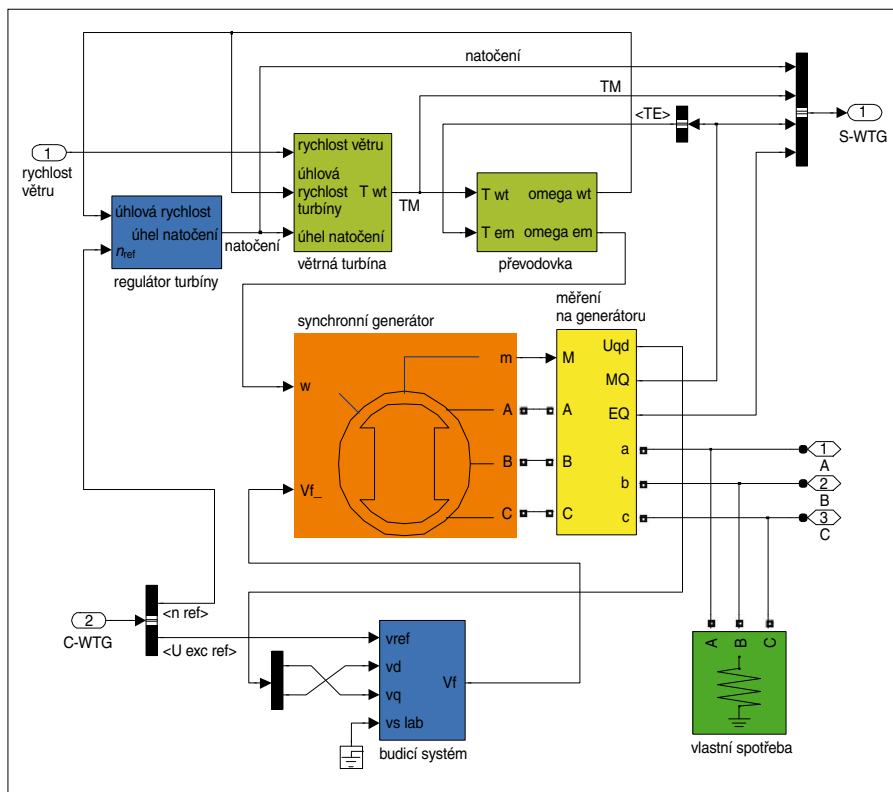 natočení
TM
<TE>
1
S-WTG
1
rychlost
větru
rychlost větru
úhlová
rychlost
turbíny
T wt
úhel natočení
větrná turbína
TM
T wt
omega wt
T em
omega em
převodovka
úhlová rychlost
úhel natočení
nref
regulátor turbíny
natočení
synchronní generátor
w
Vf_
m
A
B
C
měření
na generátoru
Uqd
M
MQ
EQ
A
a
B
b
C
c
1
A
2
B
3
C
2
C-WTG
<n ref>
<U exc ref>
vref
vd
vq
vs lab
Vf
budicí systém
A
B
C
vlastní spotřeba